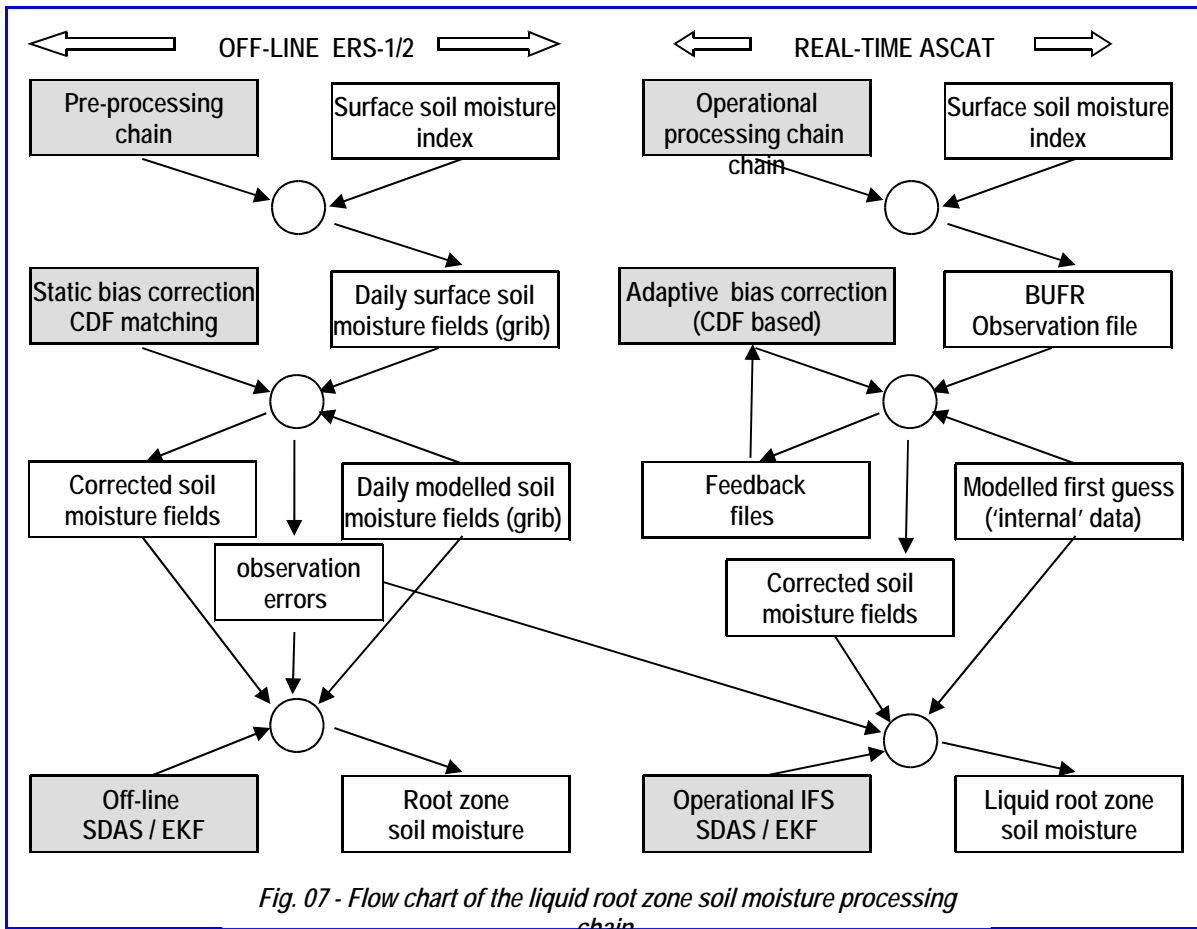 OFF-LINE ERS-1/2
REAL-TIME ASCAT
Pre-processing
chain
Surface soil moisture
index
Operational
processing chain
chain
Surface soil moisture
index
Static bias correction
CDF matching
Daily surface soil
moisture fields (grib)
Adaptive bias correction
(CDF based)
BUFR
Observation file
Corrected soil
moisture fields
Daily modelled soil
moisture fields (grib)
Feedback
files
Modelled first guess
('internal' data)
observation
errors
Corrected soil
moisture fields
Off-line
SDAS / EKF
Root zone
soil moisture
Operational IFS
SDAS / EKF
Liquid root zone
soil moisture
Fig. 07 - Flow chart of the liquid root zone soil moisture processing
chain